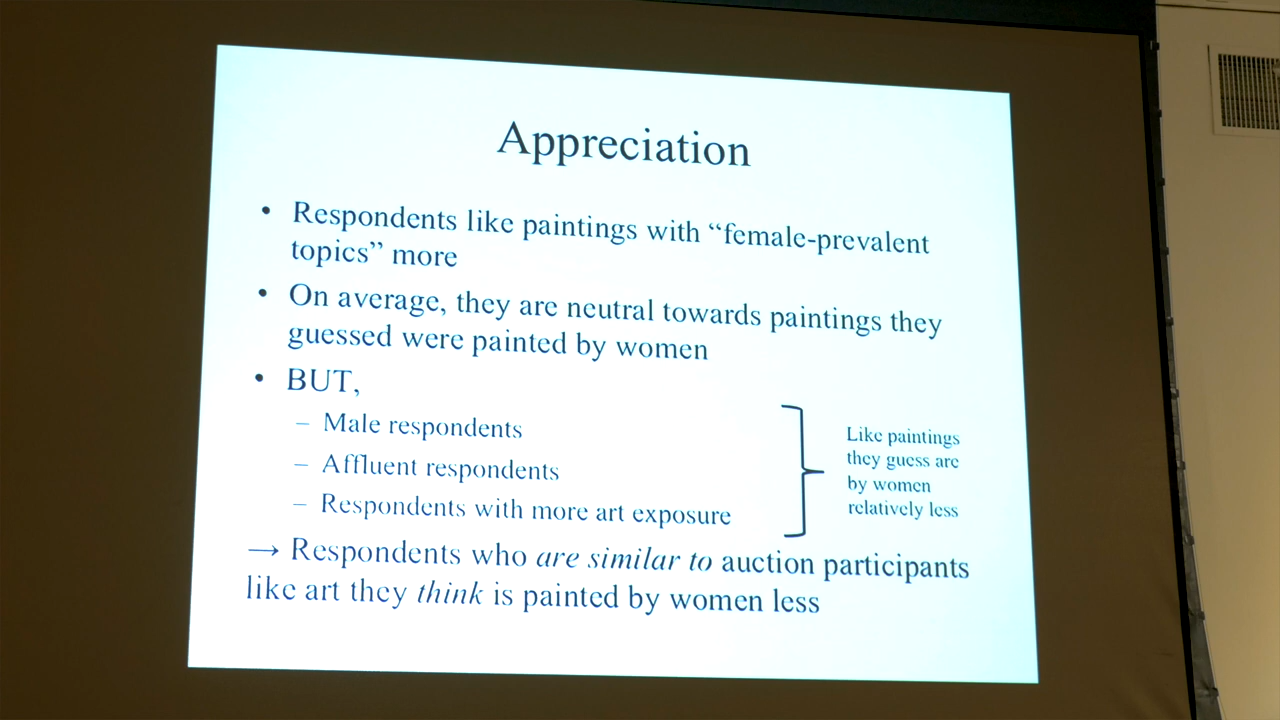 Appreciation
• Respondents like paintings with “female-prevalent
topics” more
• On average, they are neutral towards paintings they
guessed were painted by women
• BUT,
– Male respondents
– Affluent respondents
– Respondents with more art exposure
Like paintings
they guess are
by women
relatively less
→ Respondents who are similar to auction participants
like art they think is painted by women less